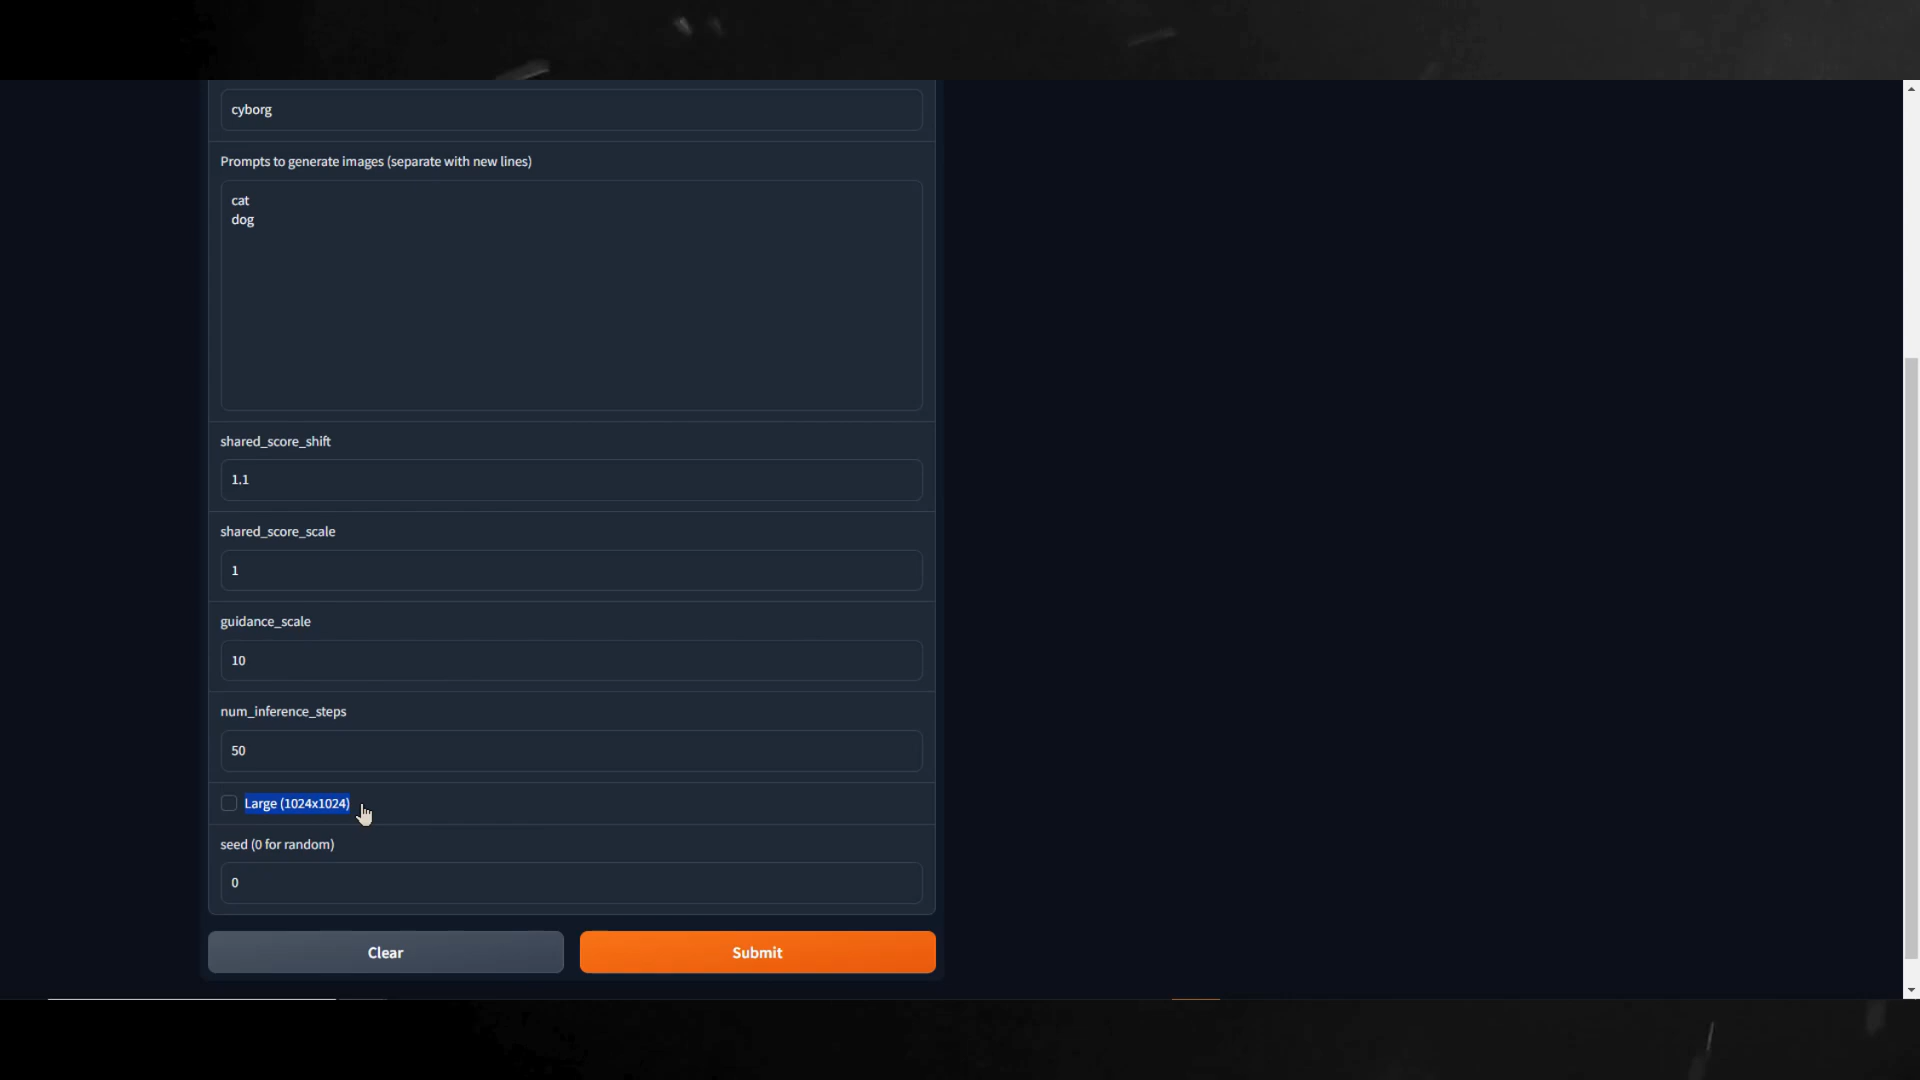 cyborg
Prompts to generate images (separate with new lines)
cat
dog
shared_score_shift
1.1
shared_score_scale
1
guidance_scale
10
num_inference_steps
50
Large (1024x1024)
seed (0 for random)
0
Clear
Submit